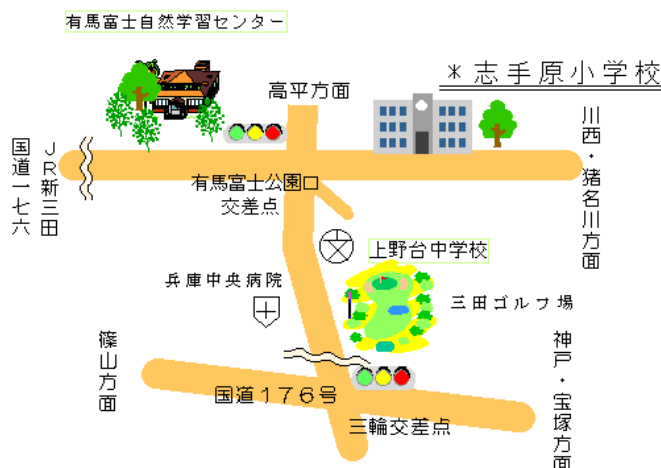 有馬富士自然学習センター
＊志手原小学校
高平方面
川西・猪名川方面
ＪＲ新三田
国道一七六
有馬富士公園口
交差点
上野台中学校
兵庫中央病院
三田ゴルフ場
篠山方面
国道１７６号
三輪交差点
神戸・宝塚方面